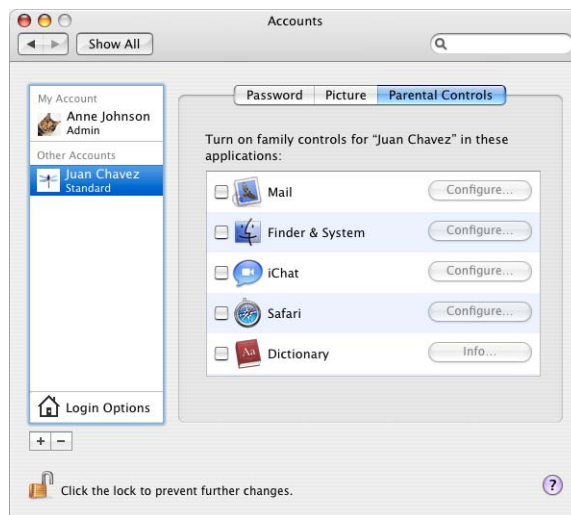 Accounts
Show All
My Account
Anne Johnson
Admin
Other Accounts
Juan Chavez
Standard
Login Options
+ −
Password Picture Parental Controls
Turn on family controls for “Juan Chavez” in these
applications:
Mail Configure...
Finder & System Configure...
iChat Configure...
Safari Configure...
Aa Dictionary Info...
Click the lock to prevent further changes.
?